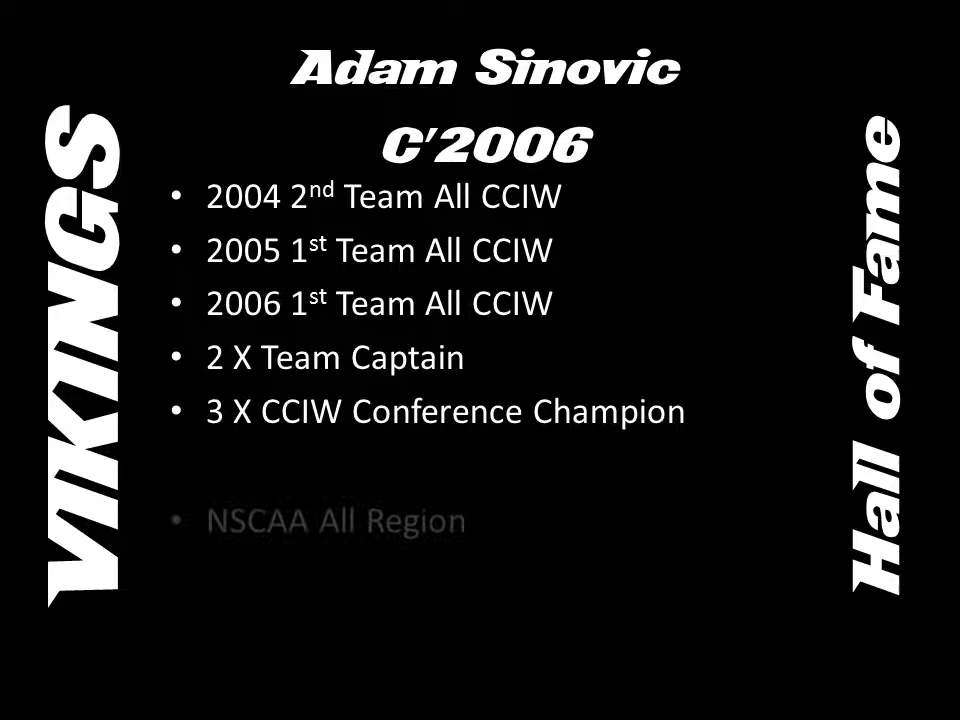 Adam Sinovic
C'2006
VIKINGS
• 2004 2nd Team All CCIW
• 2005 1st Team All CCIW
• 2006 1st Team All CCIW
• 2 X Team Captain
• 3 X CCIW Conference Champion
• NSCAA All Region
Hall of Fame